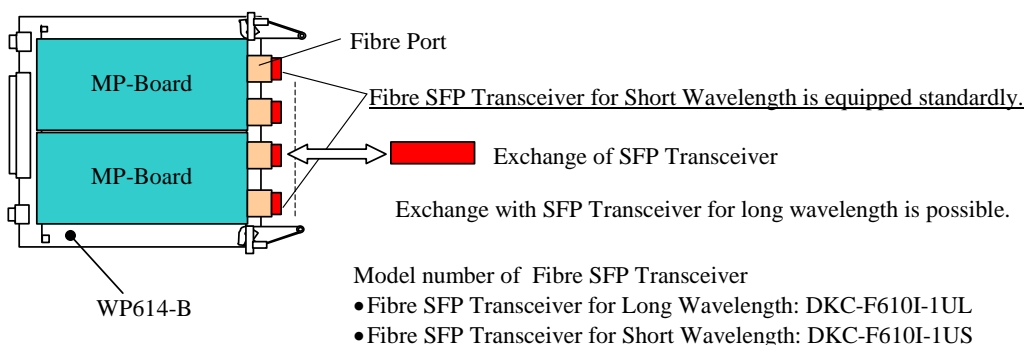 Fibre Port
MP-Board
Fibre SFP Transceiver for Short Wavelength is equipped standardly.
Exchange of SFP Transceiver
MP-Board
Exchange with SFP Transceiver for long wavelength is possible.
WP614-B
Model number of Fibre SFP Transceiver
•Fibre SFP Transceiver for Long Wavelength: DKC-F610I-1UL
•Fibre SFP Transceiver for Short Wavelength: DKC-F610I-1US